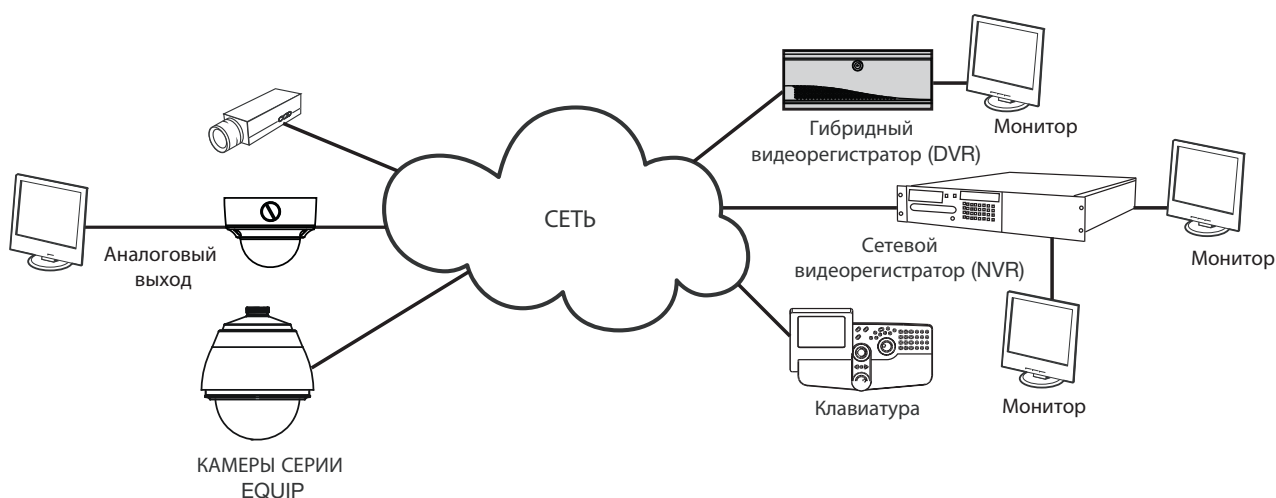 Гибридный
видеорегистратор (DVR)
Монитор
СЕТЬ
Аналоговый
выход
Сетевой
видеорегистратор (NVR)
Монитор
Клавиатура
Монитор
КАМЕРЫ СЕРИИ
EQUIP